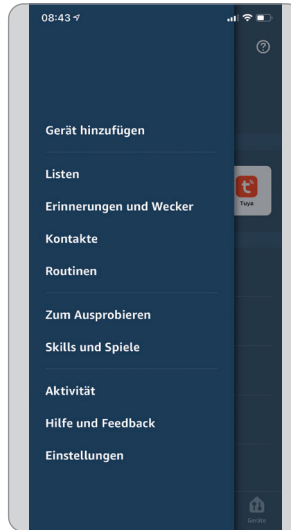 08:43
Gerät hinzufügen
Listen
Erinnerungen und Wecker
Kontakte
Routinen
Tuya
Zum Ausprobieren
Skills und Spiele
Aktivität
Hilfe und Feedback
Einstellungen
Geräte